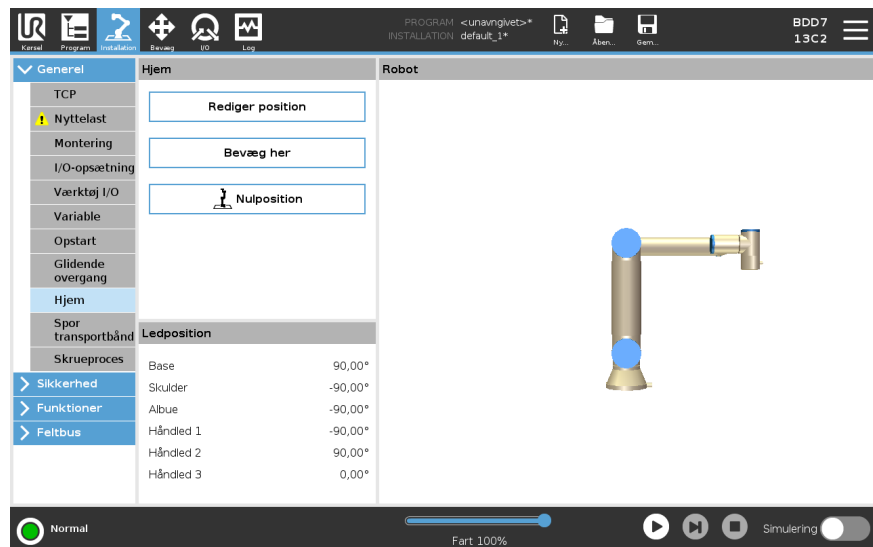 UR
Kørsel
Program
Installation
Bevæg
I/O
Log
PROGRAM <unavngivet>*
INSTALLATION default_1*
Ny...
Åben...
Gem...
BDD7
13C2
Generel
TCP
Nyttelast
Montering
I/O-opsætning
Værktøj I/O
Variable
Opstart
Glidende
overgang
Hjem
Spor
transportbånd
Skrueproces
Sikkerhed
Funktioner
Feltbus
Hjem
Rediger position
Bevæg her
Nulposition
Ledposition
Base 90,00°
Skulder -90,00°
Albue -90,00°
Håndled 1 -90,00°
Håndled 2 90,00°
Håndled 3 0,00°
Robot
Normal
Fart 100%
Simulering